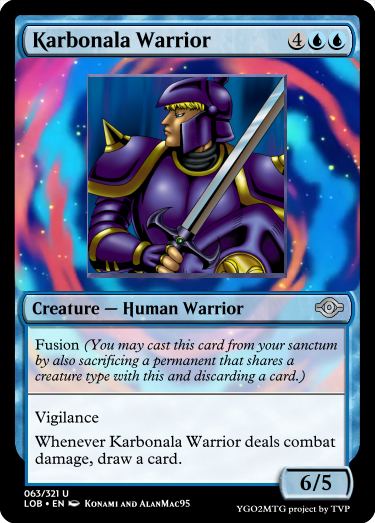 Karbonala Warrior 4
Creature — Human Warrior
Fusion (You may cast this card from your sanctum
by also sacrificing a permanent that shares a
creature type with this and discarding a card.)
Vigilance
Whenever Karbonala Warrior deals combat
damage, draw a card.
6/5
063/321 U
LOB • EN Konami and AlanMac95
YGO2MTG project by TVP